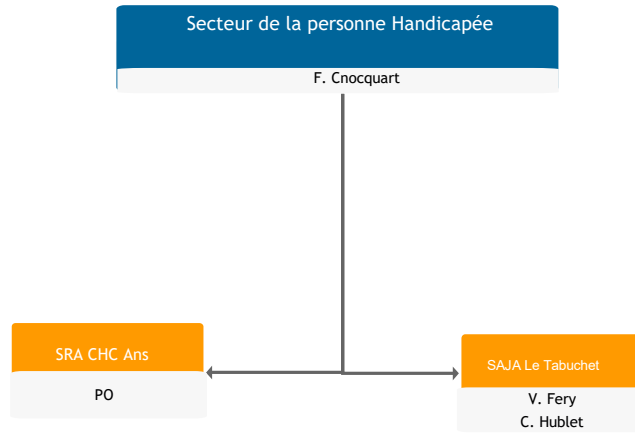 Secteur de la personne Handicapée
F. Cnocquart
SRA CHC Ans
PO
SAJA Le Tabuchet
V. Fery
C. Hublet